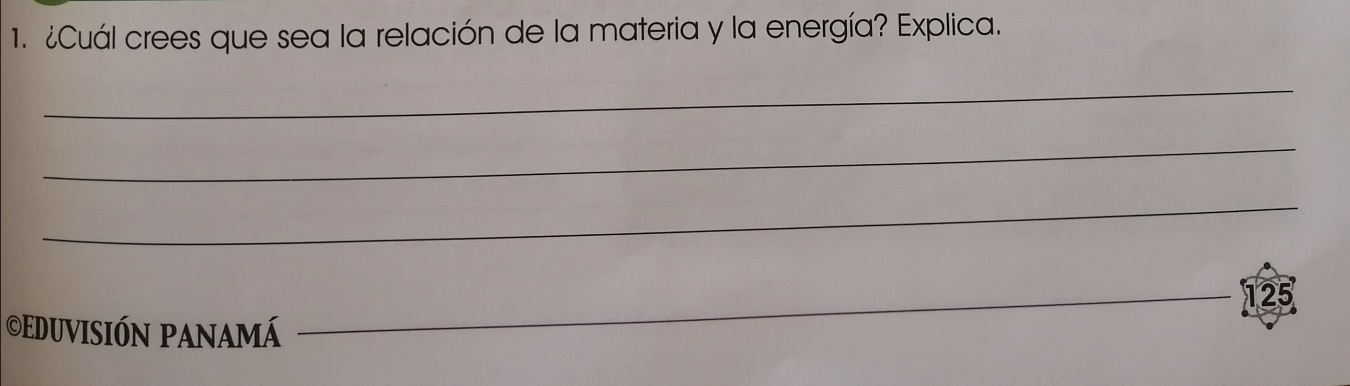 1. ¿Cuál crees que sea la relación de la materia y la energía? Explica.
©EDUVISIÓN PANAMÁ
125